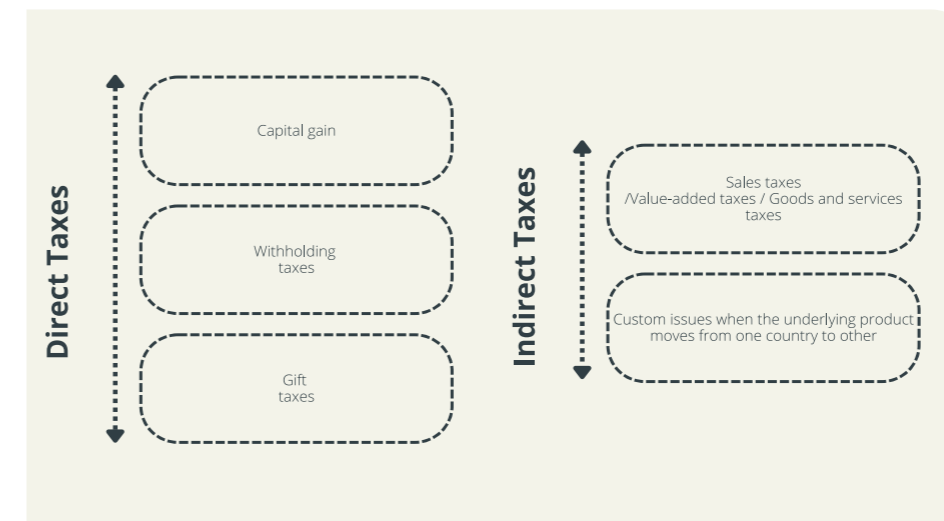 Direct Taxes
Capital gain
Withholding
taxes
Gift
taxes
Indirect Taxes
Sales taxes
/Value-added taxes / Goods and services
taxes
Custom issues when the underlying product
moves from one country to other